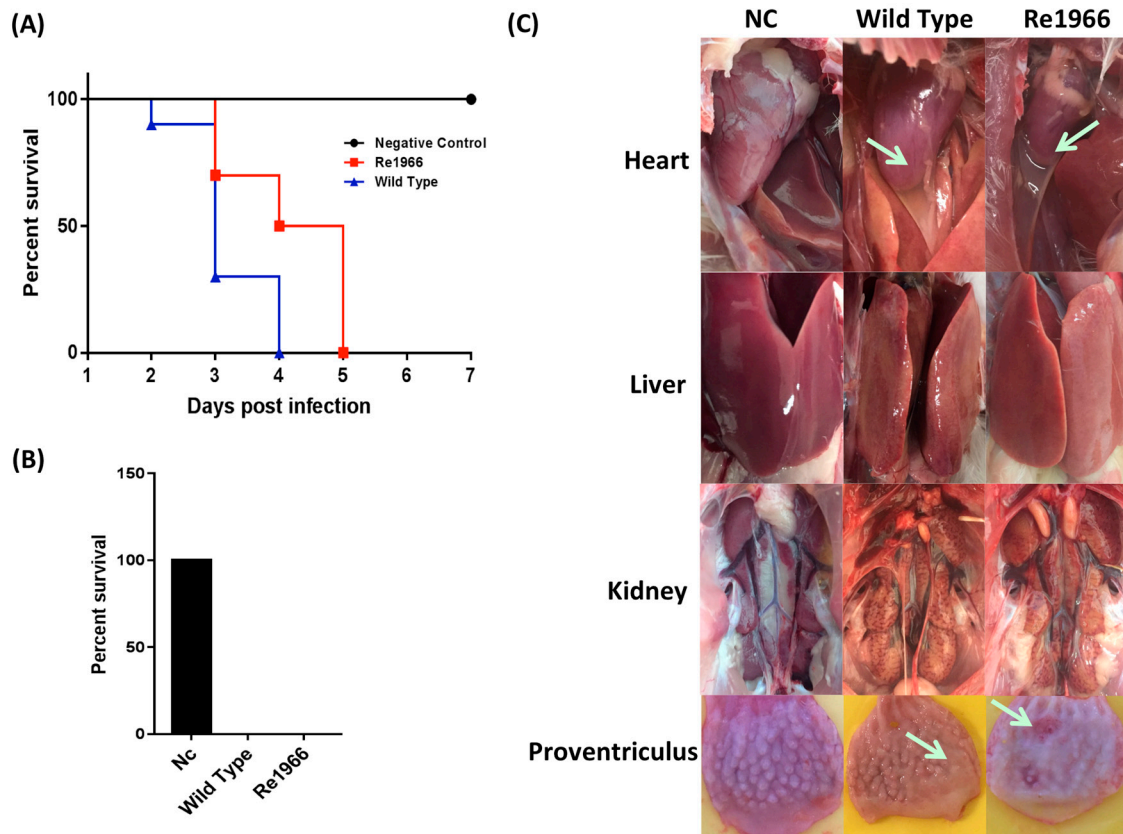 (A)
Percent survival
100
50
0
1 2 3 4 5 6 7
Days post infection
Negative Control
Re1966
Wild Type
(B)
Percent survival
150
100
50
0
Nc
Wild Type
Re1966
(C)
NC Wild Type Re1966
Heart
Liver
Kidney
Proventriculus